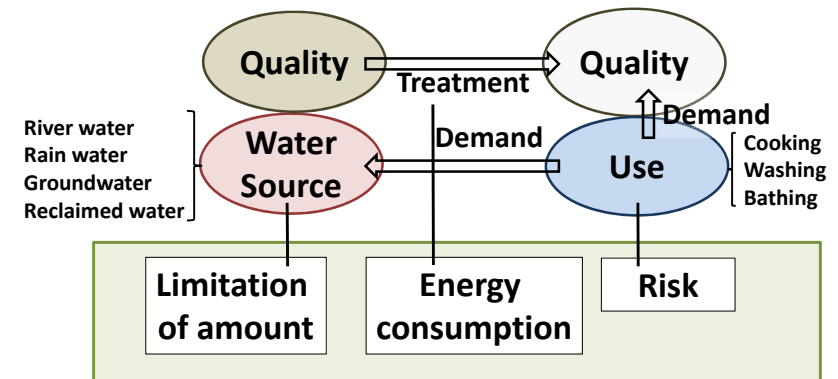 Quality
Quality
Treatment
Demand
River water
Rain water
Groundwater
Reclaimed water
Water
Source
Demand
Use
Cooking
Washing
Bathing
Limitation
of amount
Energy
consumption
Risk